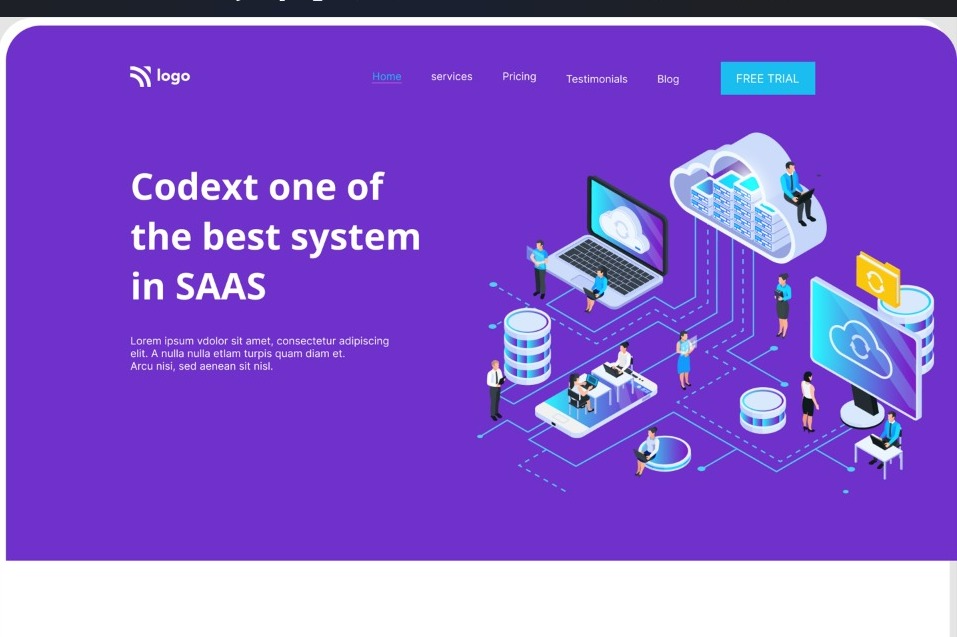 logo
Home
services
Pricing
Testimonials
Blog
FREE TRIAL
Codext one of
the best system
in SAAS
Lorem ipsum vdolor sit amet, consectetur adipiscing
elit. A nulla nulla etlam turpis quam diam et.
Arcu nisi, sed aenean sit nisl.